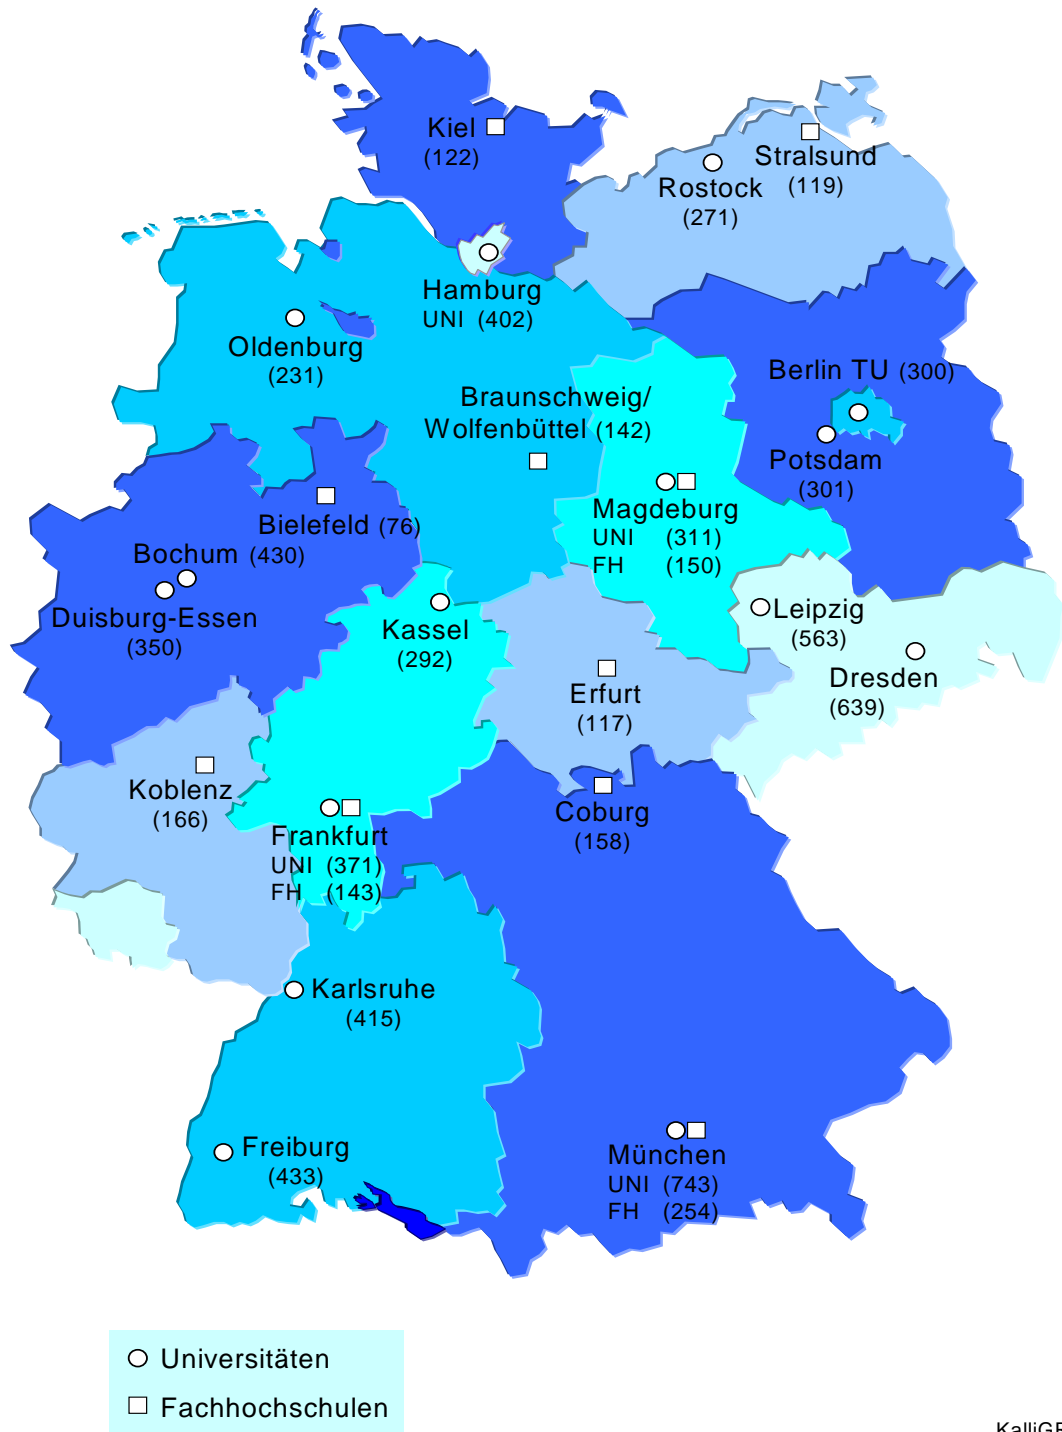 Kiel
(122)
Stralsund
(119)
Rostock
(271)
Hamburg
UNI (402)
Oldenburg
(231)
Berlin TU (300)
Braunschweig/
Wolfenbüttel (142)
Potsdam
(301)
Magdeburg
UNI (311)
FH (150)
Bielefeld (76)
Bochum (430)
Duisburg-Essen
(350)
Kassel
(292)
Leipzig
(563)
Dresden
(639)
Erfurt
(117)
Koblenz
(166)
Coburg
(158)
Frankfurt
UNI (371)
FH (143)
Karlsruhe
(415)
Freiburg
(433)
München
UNI (743)
FH (254)
Universitäten
Fachhochschulen